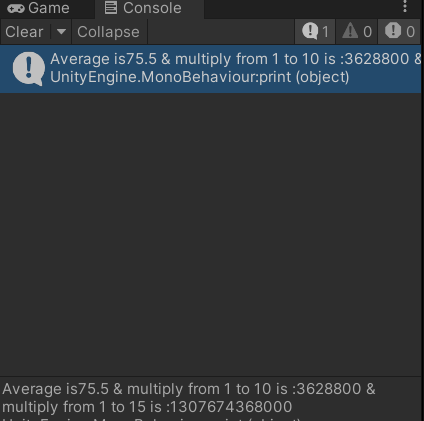 Game Console
Clear Collapse 1 0 0
Average is75.5 & multiply from 1 to 10 is :3628800 &
UnityEngine.MonoBehaviour:print (object)
Average is75.5 & multiply from 1 to 10 is :3628800 &
multiply from 1 to 15 is :1307674368000